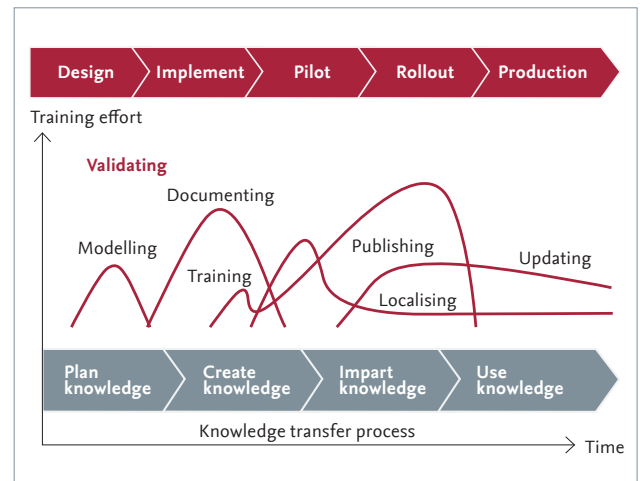 Design Implement Pilot Rollout Production
Training effort
Validating
Documenting
Modelling
Publishing
Updating
Training
Localising
Plan
knowledge
Create
knowledge
Impart
knowledge
Use
knowledge
Knowledge transfer process
Time